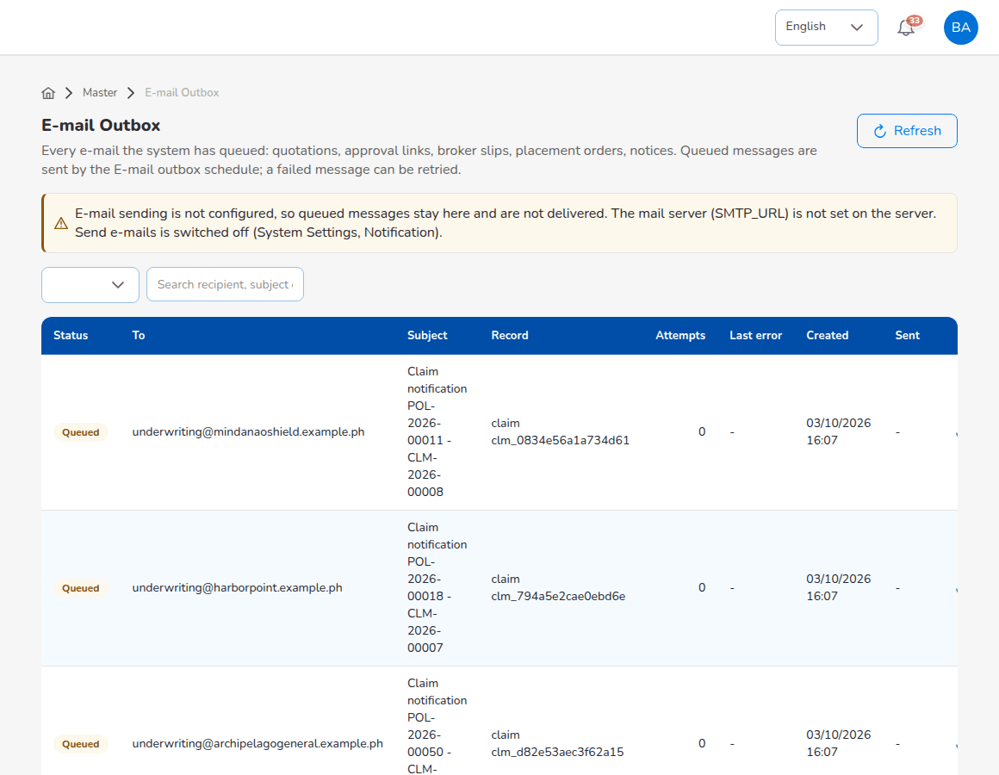 English
33
BA
Master
E-mail Outbox
E-mail Outbox
Refresh
Every e-mail the system has queued: quotations, approval links, broker slips, placement orders, notices. Queued messages are
sent by the E-mail outbox schedule; a failed message can be retried.
E-mail sending is not configured, so queued messages stay here and are not delivered. The mail server (SMTP_URL) is not set on the server.
Send e-mails is switched off (System Settings, Notification).
Search recipient, subject
Status To Subject Record Attempts Last error Created Sent
Claim
notification
POL-
2026-
00011 -
CLM-
2026-
00008
Queued underwriting@mindanaoshield.example.ph
claim
clm_0834e56a1a734d61
0 -
03/10/2026
16:07
-
Claim
notification
POL-
2026-
00018 -
CLM-
2026-
00007
Queued underwriting@harborpoint.example.ph
claim
clm_794a5e2cae0ebd6e
0 -
03/10/2026
16:07
-
Claim
notification
POL-
2026-
00050 -
CLM-
Queued underwriting@archipelagogeneral.example.ph
claim
clm_d82e53aec3f62a15
0 -
03/10/2026
16:07
-